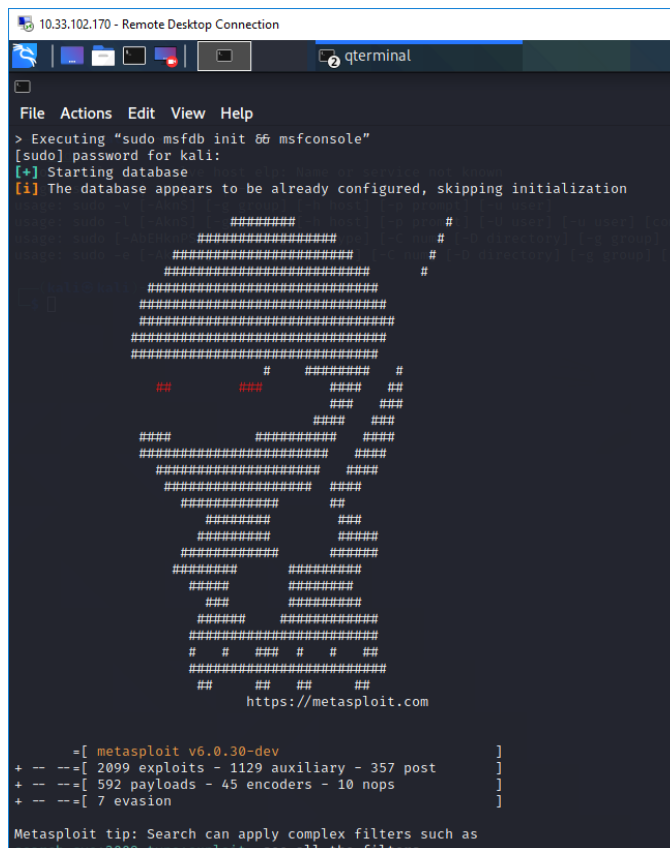 10.33.102.170 - Remote Desktop Connection
2 qterminal
File Actions Edit View Help
> Executing “sudo msfdb init && msfconsole”
[sudo] password for kali:
[+] Starting database
[i] The database appears to be already configured, skipping initialization
https://metasploit.com
=[ metasploit v6.0.30-dev ]
+ -- --=[ 2099 exploits - 1129 auxiliary - 357 post ]
+ -- --=[ 592 payloads - 45 encoders - 10 nops ]
+ -- --=[ 7 evasion ]
Metasploit tip: Search can apply complex filters such as